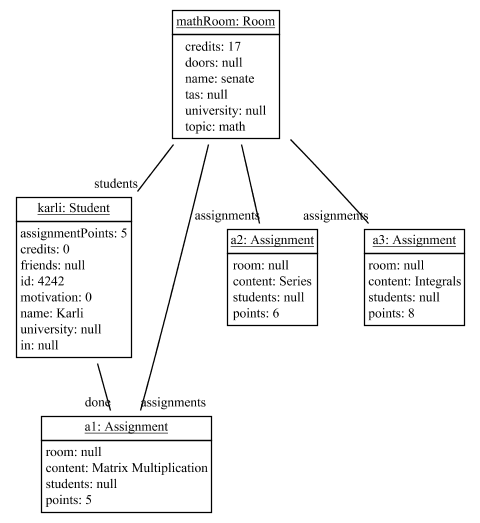 mathRoom: Room
credits: 17
doors: null
name: senate
tas: null
university: null
topic: math
students
assignments
assignments
assignments
karli: Student
assignmentPoints: 5
credits: 0
friends: null
id: 4242
motivation: 0
name: Karli
university: null
in: null
a2: Assignment
room: null
content: Series
students: null
points: 6
a3: Assignment
room: null
content: Integrals
students: null
points: 8
done
a1: Assignment
room: null
content: Matrix Multiplication
students: null
points: 5